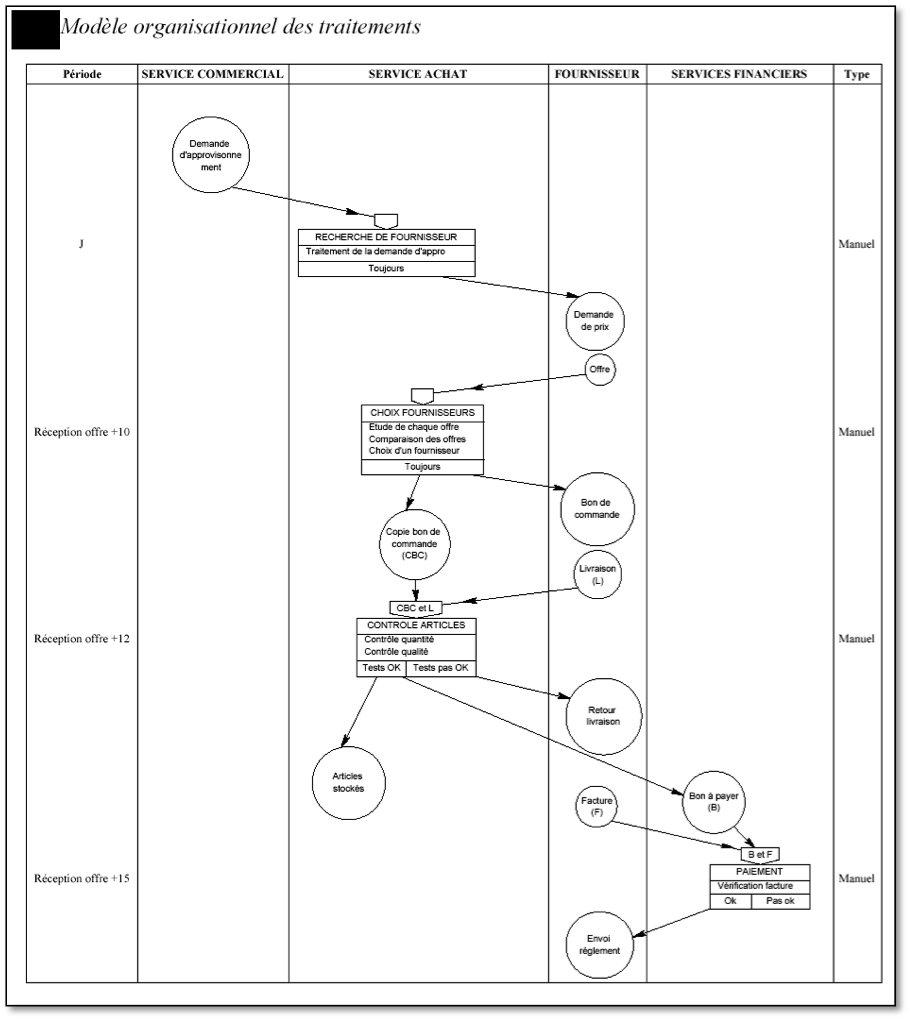 Modèle organisationnel des traitements
Période
SERVICE COMMERCIAL
SERVICE ACHAT
FOURNISSEUR
SERVICES FINANCIERS
Type
Demande
d'approvisonne
ment
J
RECHERCHE DE FOURNISSEUR
Traitement de la demande d'appro
Toujours
Manuel
Demande
de prix
Offre
Réception offre +10
CHOIX FOURNISSEURS
Etude de chaque offre
Comparaison des offres
Choix d'un fournisseur
Toujours
Manuel
Bon de
commande
Copie bon de
commande
(CBC)
Livraison
(L)
CBC et L
Réception offre +12
CONTROLE ARTICLES
Contrôle quantité
Contrôle qualité
Tests OK
Tests pas OK
Manuel
Retour
livraison
Articles
stockés
Facture
(F)
Bon à payer
(B)
B et F
Réception offre +15
PAIEMENT
Vérification facture
Ok
Pas ok
Manuel
Envoi
réglement